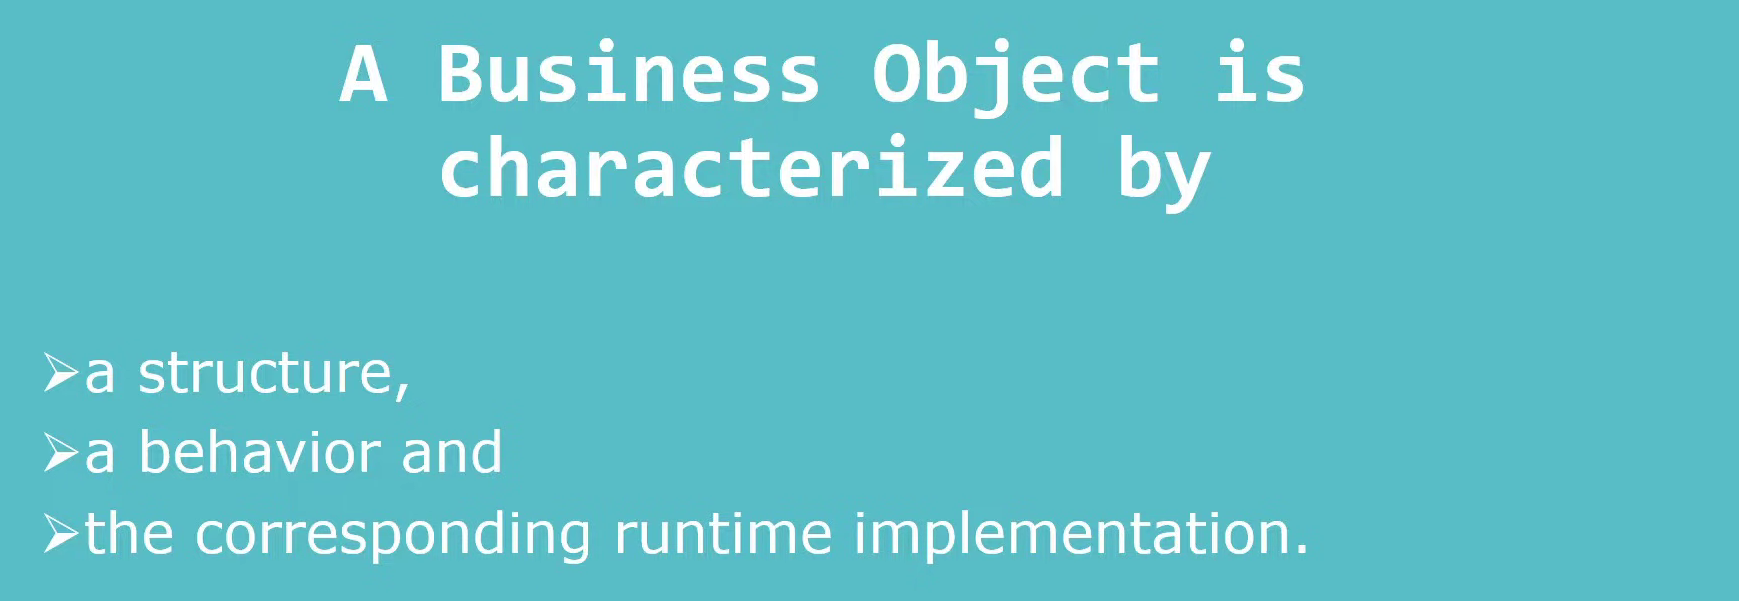 A Business Object is
characterized by
➢a structure,
➢a behavior and
➢the corresponding runtime implementation.